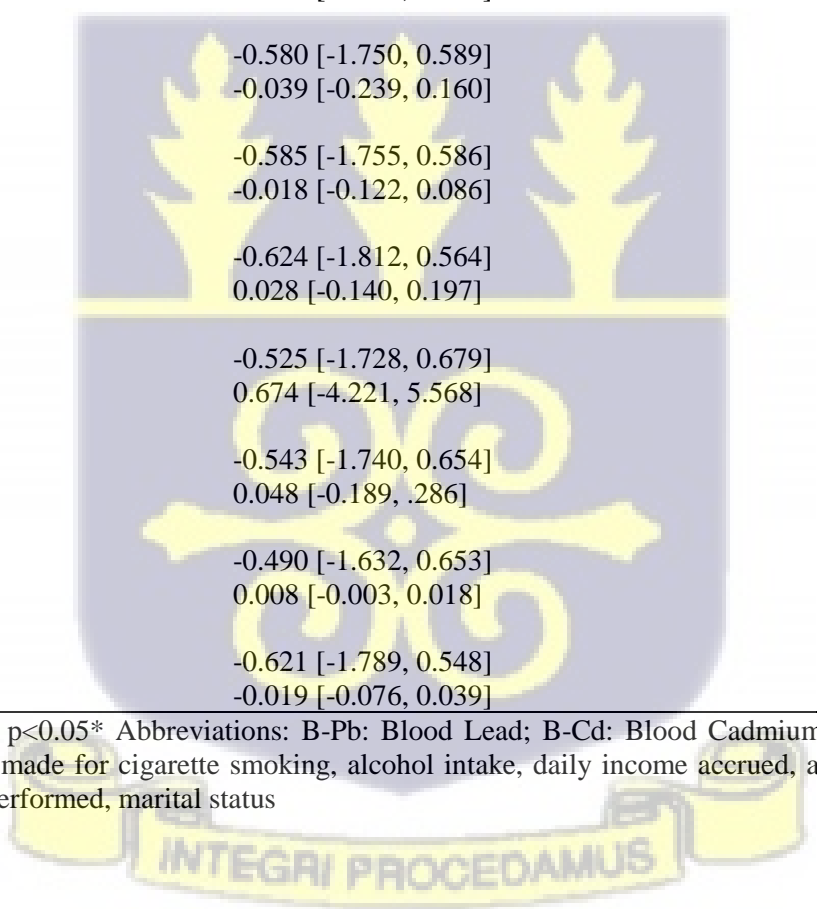 -0.580 [-1.750, 0.589]
-0.039 [-0.239, 0.160]
-0.585 [-1.755, 0.586]
-0.018 [-0.122, 0.086]
-0.624 [-1.812, 0.564]
0.028 [-0.140, 0.197]
-0.525 [-1.728, 0.679]
0.674 [-4.221, 5.568]
-0.543 [-1.740, 0.654]
0.048 [-0.189, .286]
-0.490 [-1.632, 0.653]
0.008 [-0.003, 0.018]
-0.621 [-1.789, 0.548]
-0.019 [-0.076, 0.039]
p<0.05* Abbreviations: B-Pb: Blood Lead; B-Cd: Blood Cadmium
made for cigarette smoking, alcohol intake, daily income accrued, a
erformed, marital status
INTEGRI PROCEDAMUS